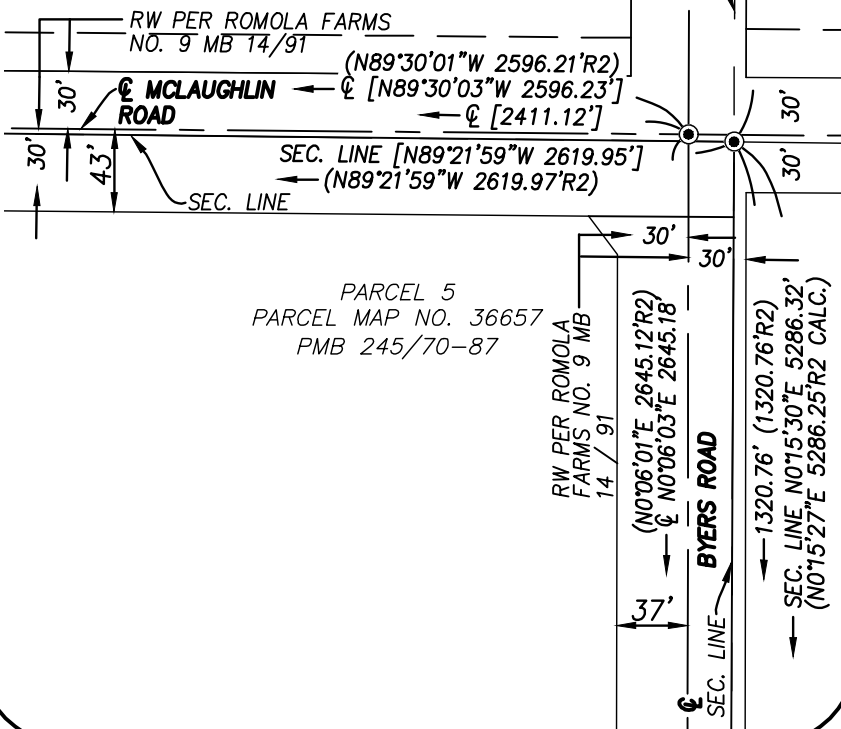 RW PER ROMOLA FARMS
NO. 9 MB 14/91
(N89°30'01"W 2596.21'R2)
℄ MCLAUGHLIN
ROAD
℄ [N89°30'03"W 2596.23']
℄ [2411.12']
30'
30'
43'
30'
30'
SEC. LINE [N89°21'59"W 2619.95']
(N89°21'59"W 2619.97'R2)
SEC. LINE
30'
30'
PARCEL 5
PARCEL MAP NO. 36657
PMB 245/70-87
RW PER ROMOLA
FARMS NO. 9 MB
14 / 91
(N0°06'01"E 2645.12'R2)
℄ N0°06'03"E 2645.18'
BYERS ROAD
1320.76' (1320.76'R2)
SEC. LINE N0°15'30"E 5286.32'
(N0°15'27"E 5286.25'R2 CALC.)
37'
℄
SEC. LINE